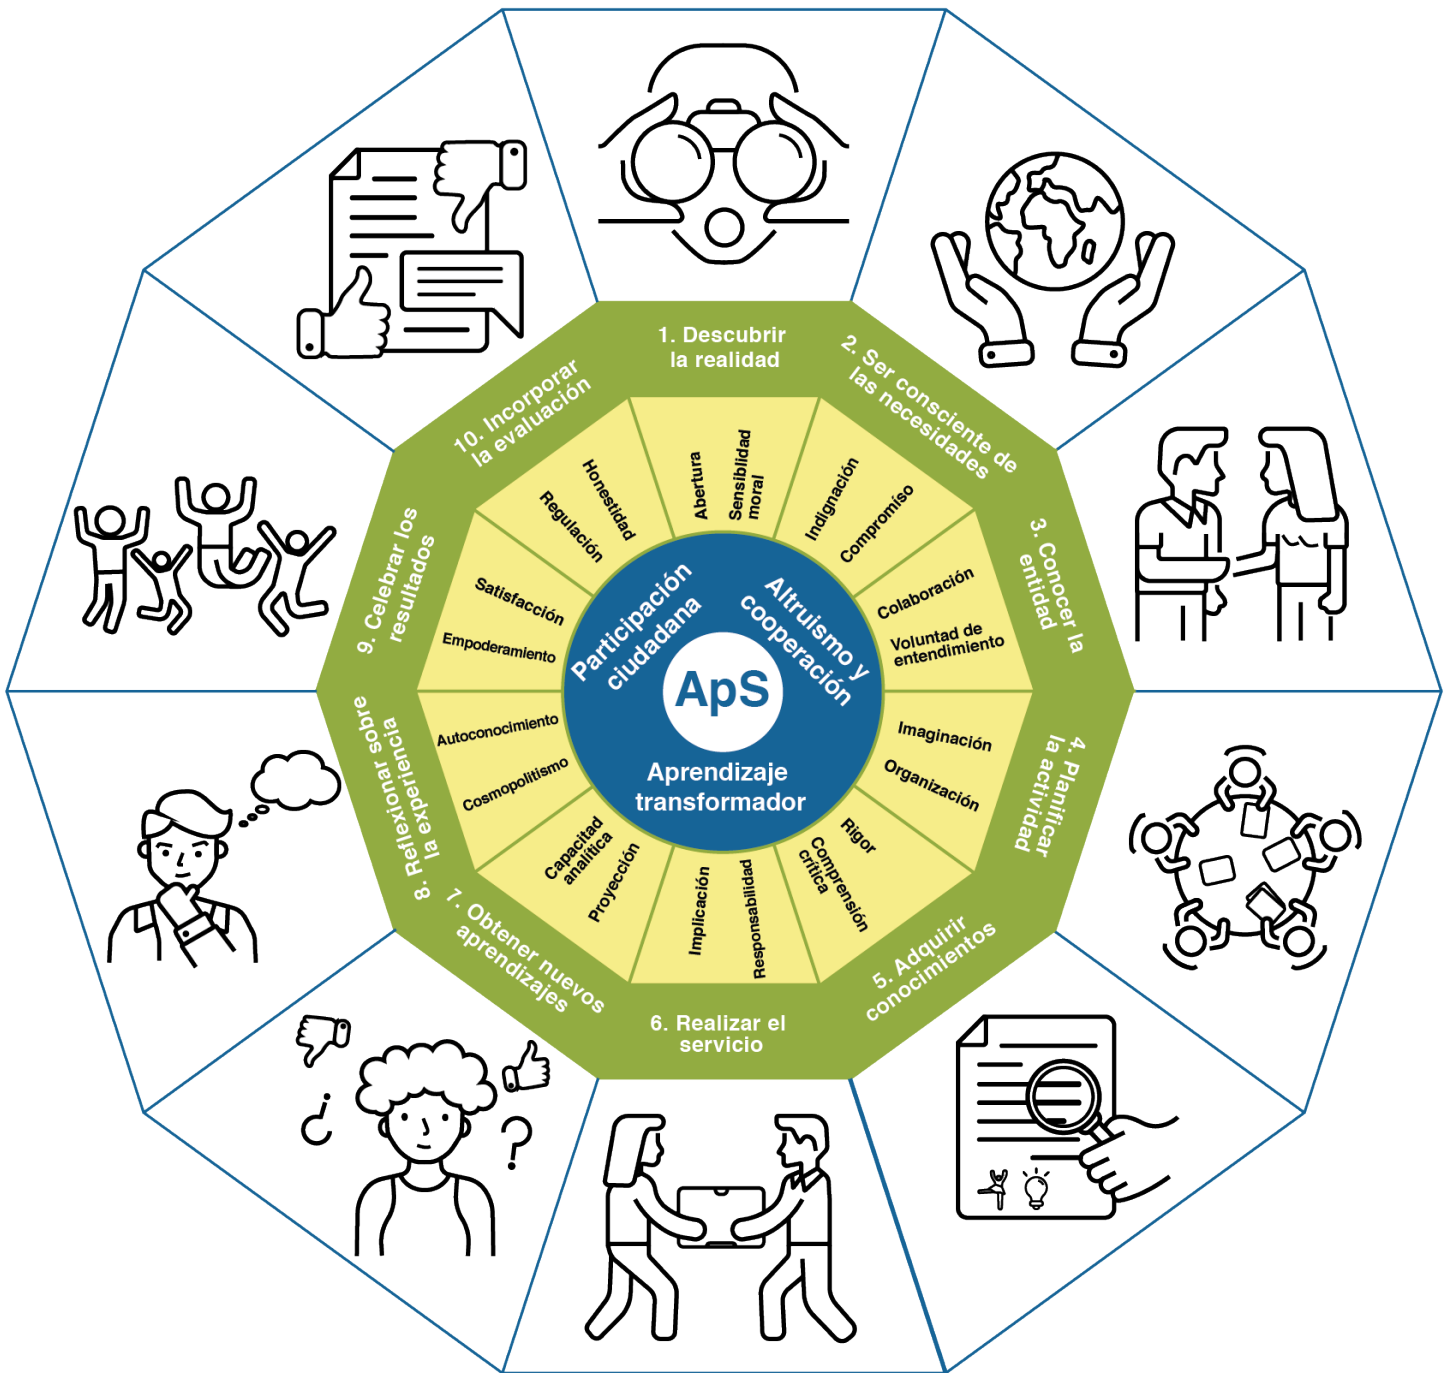 1. Descubrir
la realidad
2. Ser consciente de
las necesidades
3. Conocer la
entidad
4. Planificar
la actividad
5. Adquirir
conocimientos
6. Realizar el
servicio
7. Obtener nuevos
aprendizajes
8. Reflexionar sobre
la experiencia
9. Celebrar los
resultados
10. Incorporar
la evaluación
Abertura
Sensiblidad
moral
Indignación
Compromíso
Colaboración
Voluntad de
entendimiento
Imaginación
Organización
Rigor
Comprensión
crítica
Responsabilidad
Implicación
Proyección
Capacitad
analítica
Cosmopolitismo
Autoconocimiento
Empoderamiento
Satisfacción
Regulación
Honestidad
Participación
ciudadana
Altruismo y
cooperación
ApS
Aprendizaje
transformador